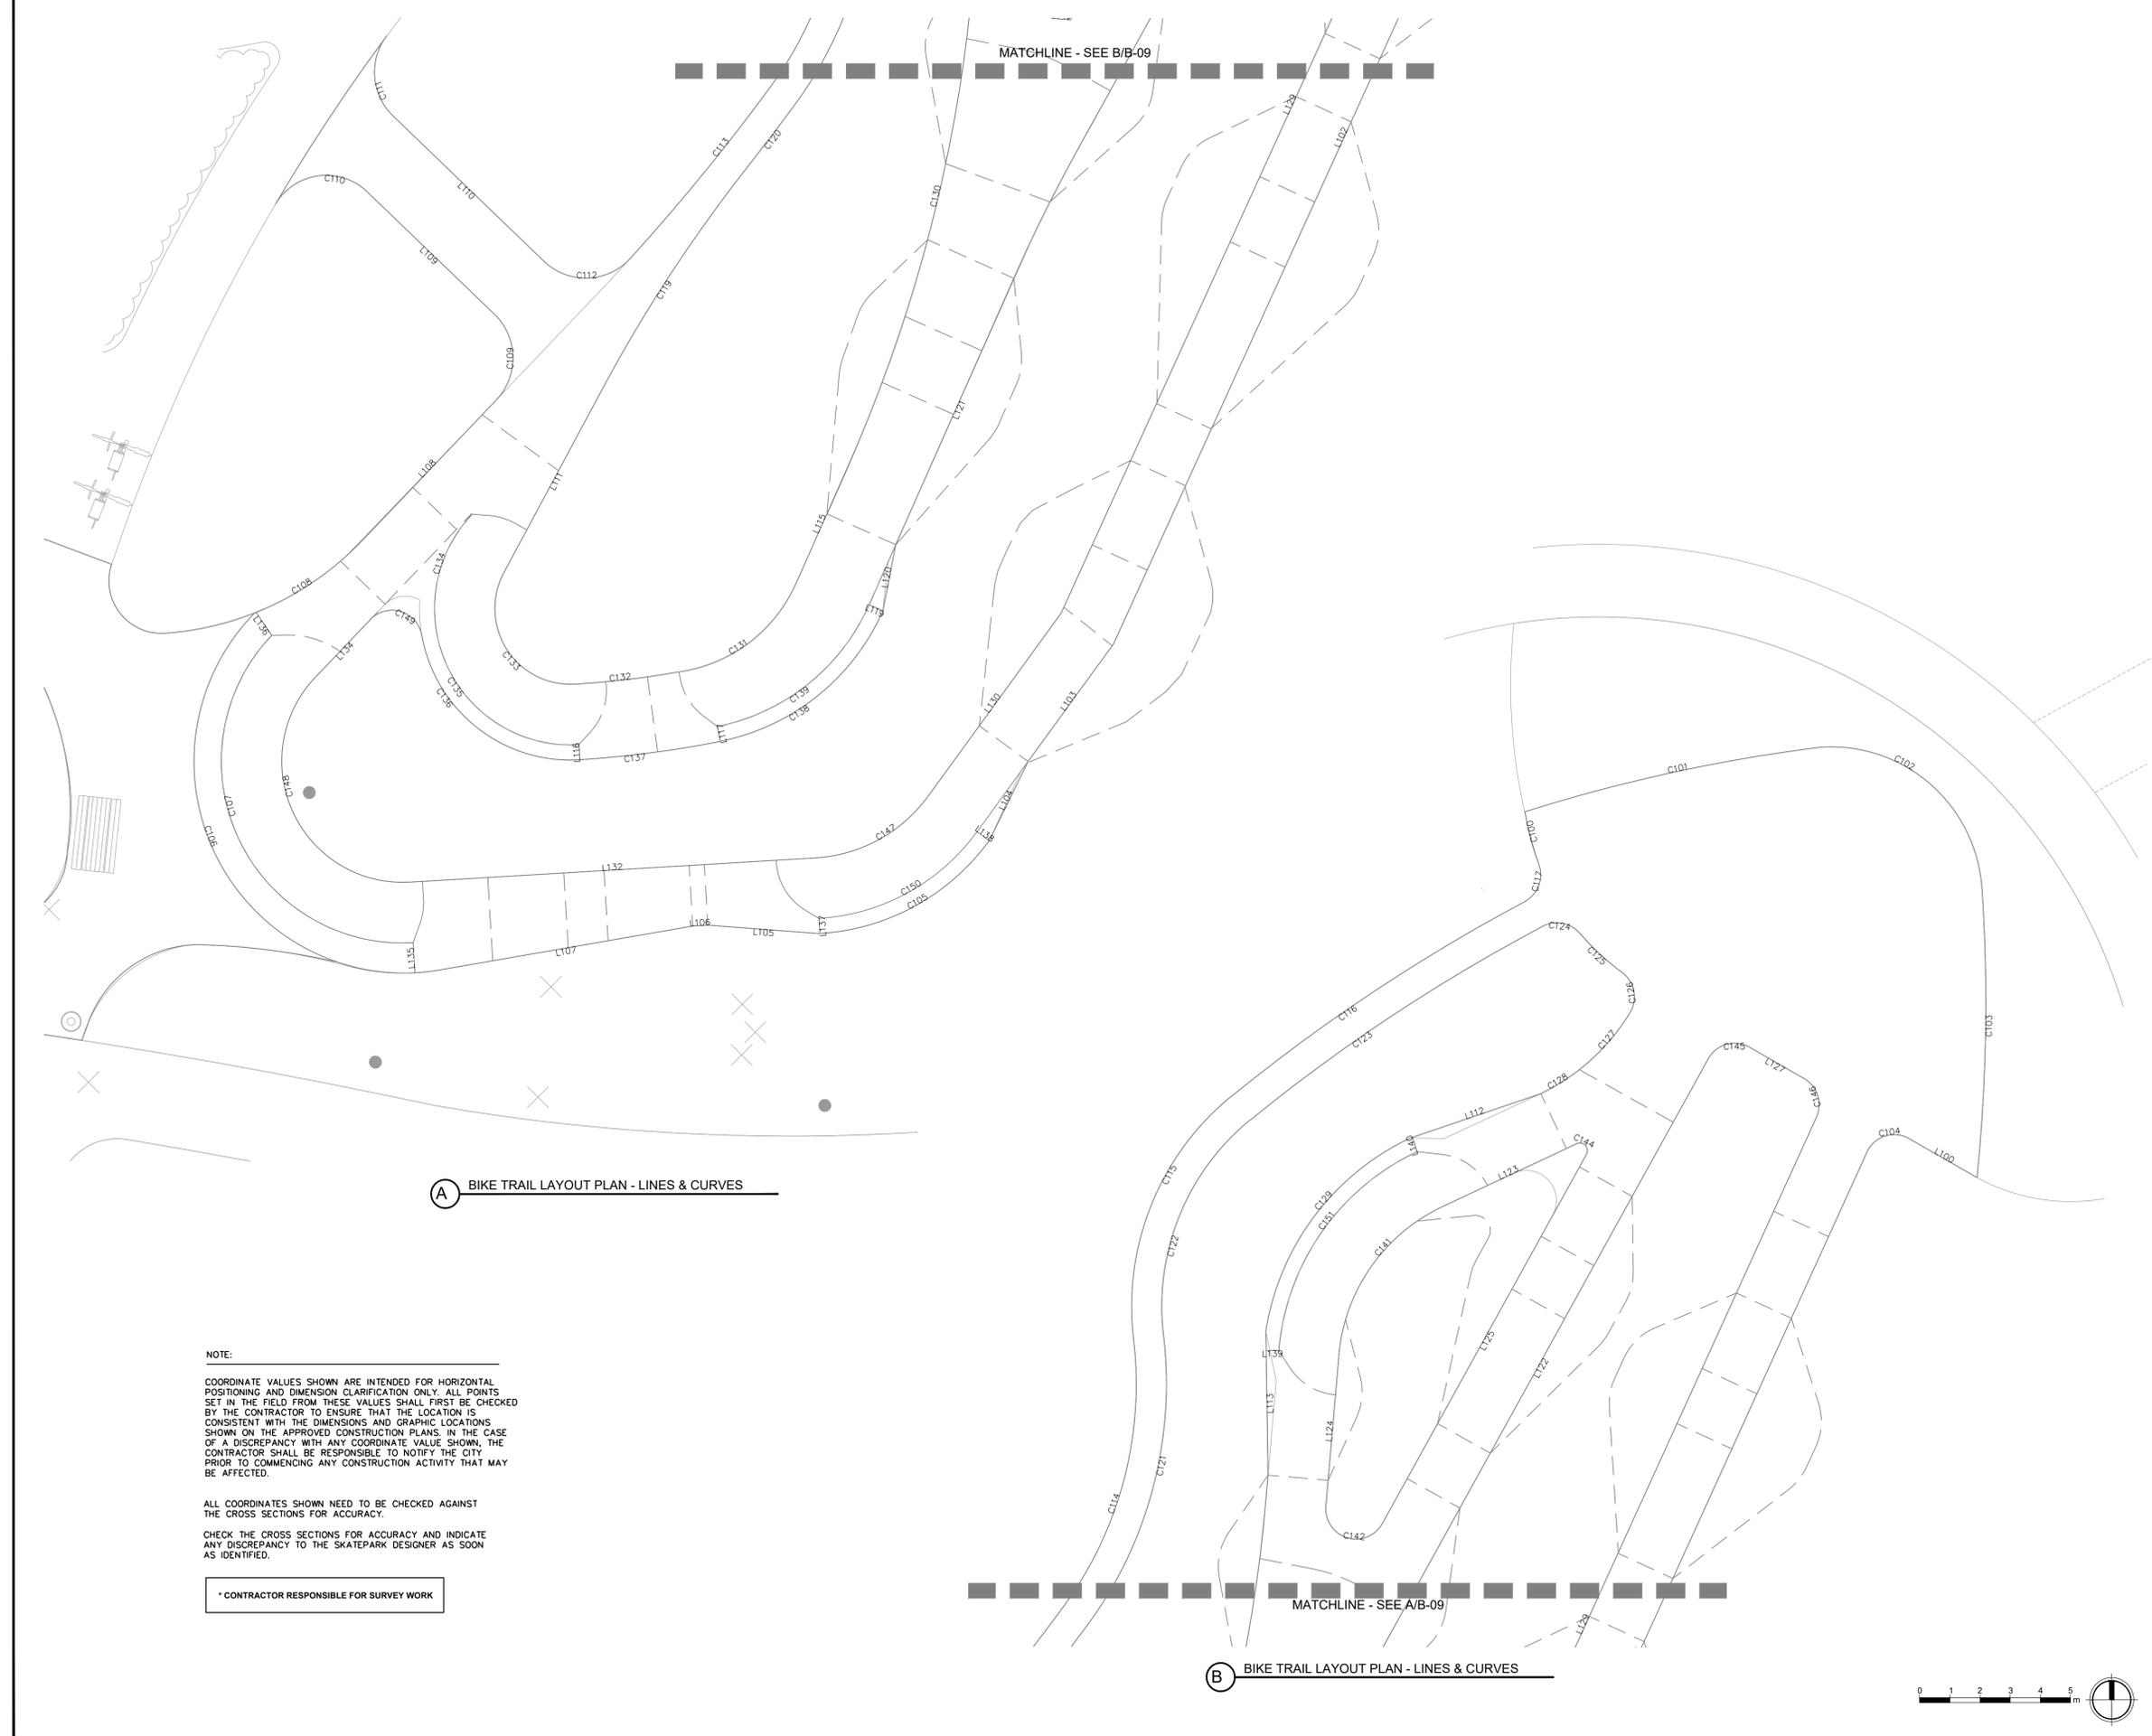 MATCHLINE - SEE B/B-09
C111
C113
C120
L129
L102
C110
L110
C130
L109
C112
C119
C109
L121
L108
L111
L115
C134
C108
L120
L119
L136
C149
L134
C131
C133
C132
C135
C136
C139
C138
L117
L116
C137
L130
L103
C148
C107
C106
L104
L138
C147
L132
C150
C105
L106
L137
L105
L107
L135
A
BIKE TRAIL LAYOUT PLAN - LINES & CURVES
C101
C102
C100
C117
C124
C125
C126
C116
C123
C127
C103
C145
L127
C146
C128
L112
C104
L100
L140
C144
C115
L123
C129
C151
C122
C141
L125
L139
L122
L113
L124
C121
C114
C142
MATCHLINE - SEE A/B-09
L129
B
BIKE TRAIL LAYOUT PLAN - LINES & CURVES
NOTE:
COORDINATE VALUES SHOWN ARE INTENDED FOR HORIZONTAL
POSITIONING AND DIMENSION CLARIFICATION ONLY. ALL POINTS
SET IN THE FIELD FROM THESE VALUES SHALL FIRST BE CHECKED
BY THE CONTRACTOR TO ENSURE THAT THE LOCATION IS
CONSISTENT WITH THE DIMENSIONS AND GRAPHIC LOCATIONS
SHOWN ON THE APPROVED CONSTRUCTION PLANS. IN THE CASE
OF A DISCREPANCY WITH ANY COORDINATE VALUE SHOWN, THE
CONTRACTOR SHALL BE RESPONSIBLE TO NOTIFY THE CITY
PRIOR TO COMMENCING ANY CONSTRUCTION ACTIVITY THAT MAY
BE AFFECTED.
ALL COORDINATES SHOWN NEED TO BE CHECKED AGAINST
THE CROSS SECTIONS FOR ACCURACY.
CHECK THE CROSS SECTIONS FOR ACCURACY AND INDICATE
ANY DISCREPANCY TO THE SKATEPARK DESIGNER AS SOON
AS IDENTIFIED.
* CONTRACTOR RESPONSIBLE FOR SURVEY WORK
0 1 2 3 4 5 m